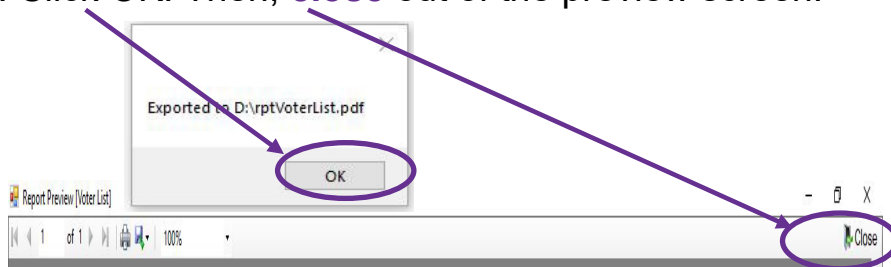 Click OK. Then, close out of the preview screen.
Exported to D:\rptVoterList.pdf
OK
Report Preview [Voter List]
1 of 1 100%
Close